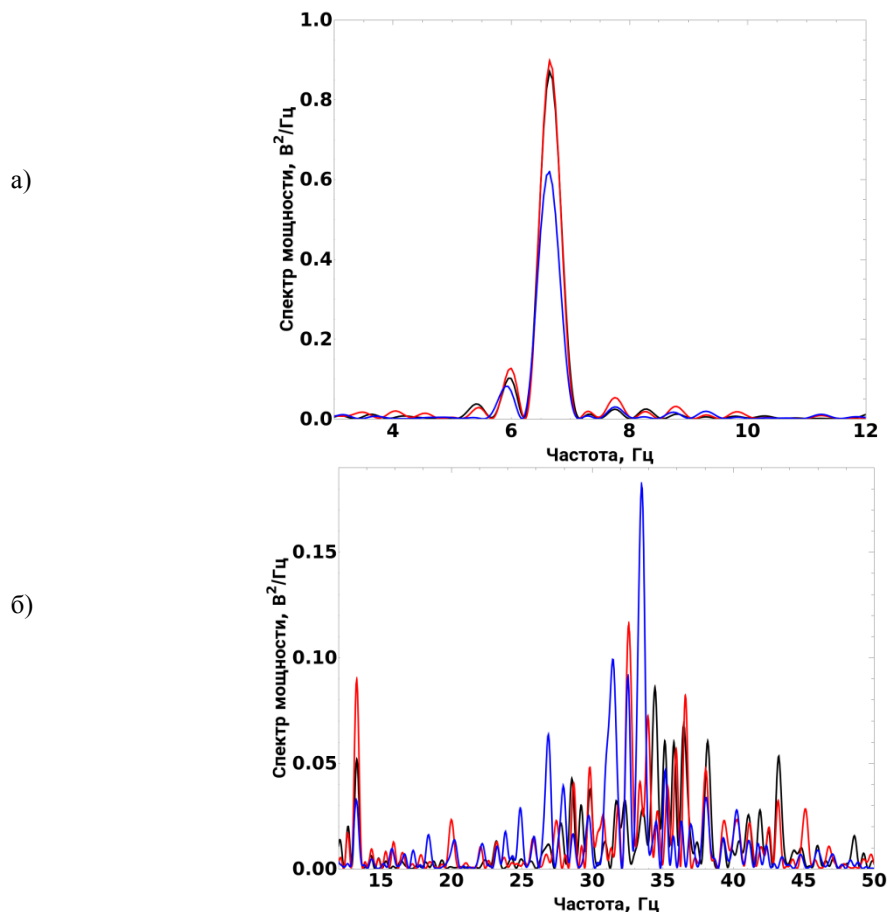 а)
Спектр мощности, В²/Гц
1.0
0.8
0.6
0.4
0.2
0.0
4 6 8 10 12
Частота, Гц
б)
Спектр мощности, В²/Гц
0.15
0.10
0.05
0.00
15 20 25 30 35 40 45 50
Частота, Гц